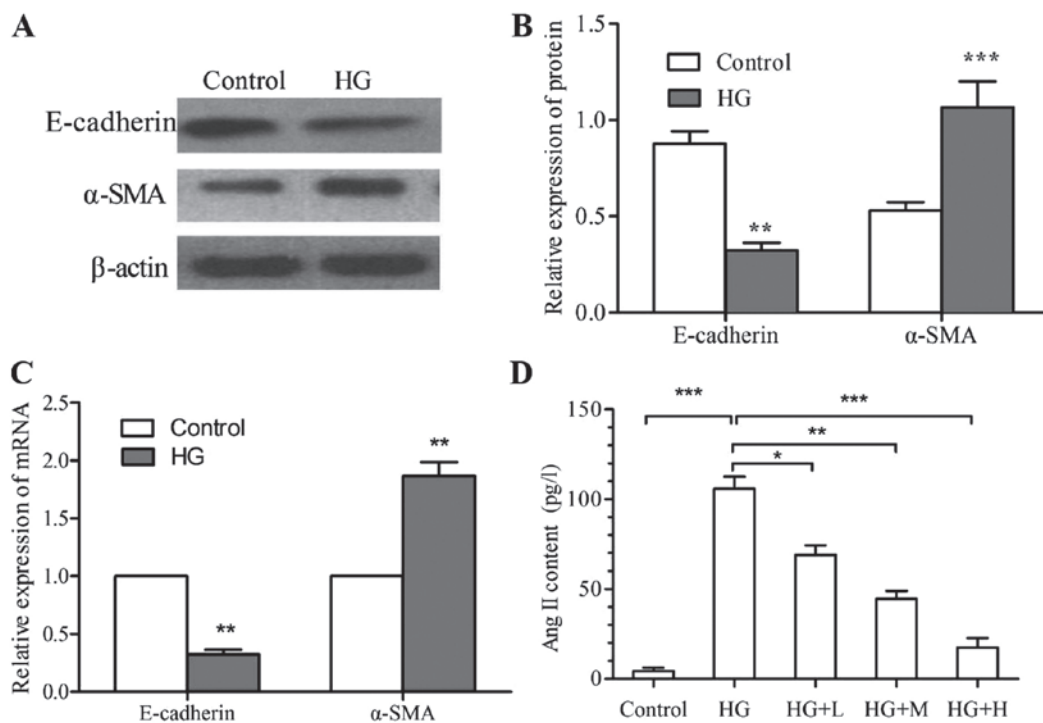 A
Control HG
E-cadherin
α-SMA
β-actin
B
Relative expression of protein
1.5
1.0
0.5
0.0
Control
HG
**
***
E-cadherin α-SMA
C
Relative expression of mRNA
2.5
2.0
1.5
1.0
0.5
0.0
Control
HG
**
**
E-cadherin α-SMA
D
Ang II content (pg/l)
150
100
50
0
*** ***
**
*
Control HG HG+L HG+M HG+H